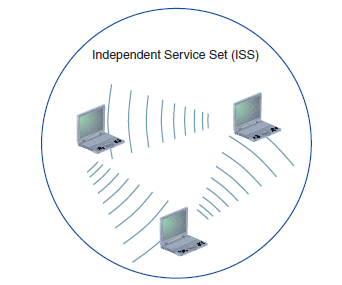 Independent Service Set (ISS)